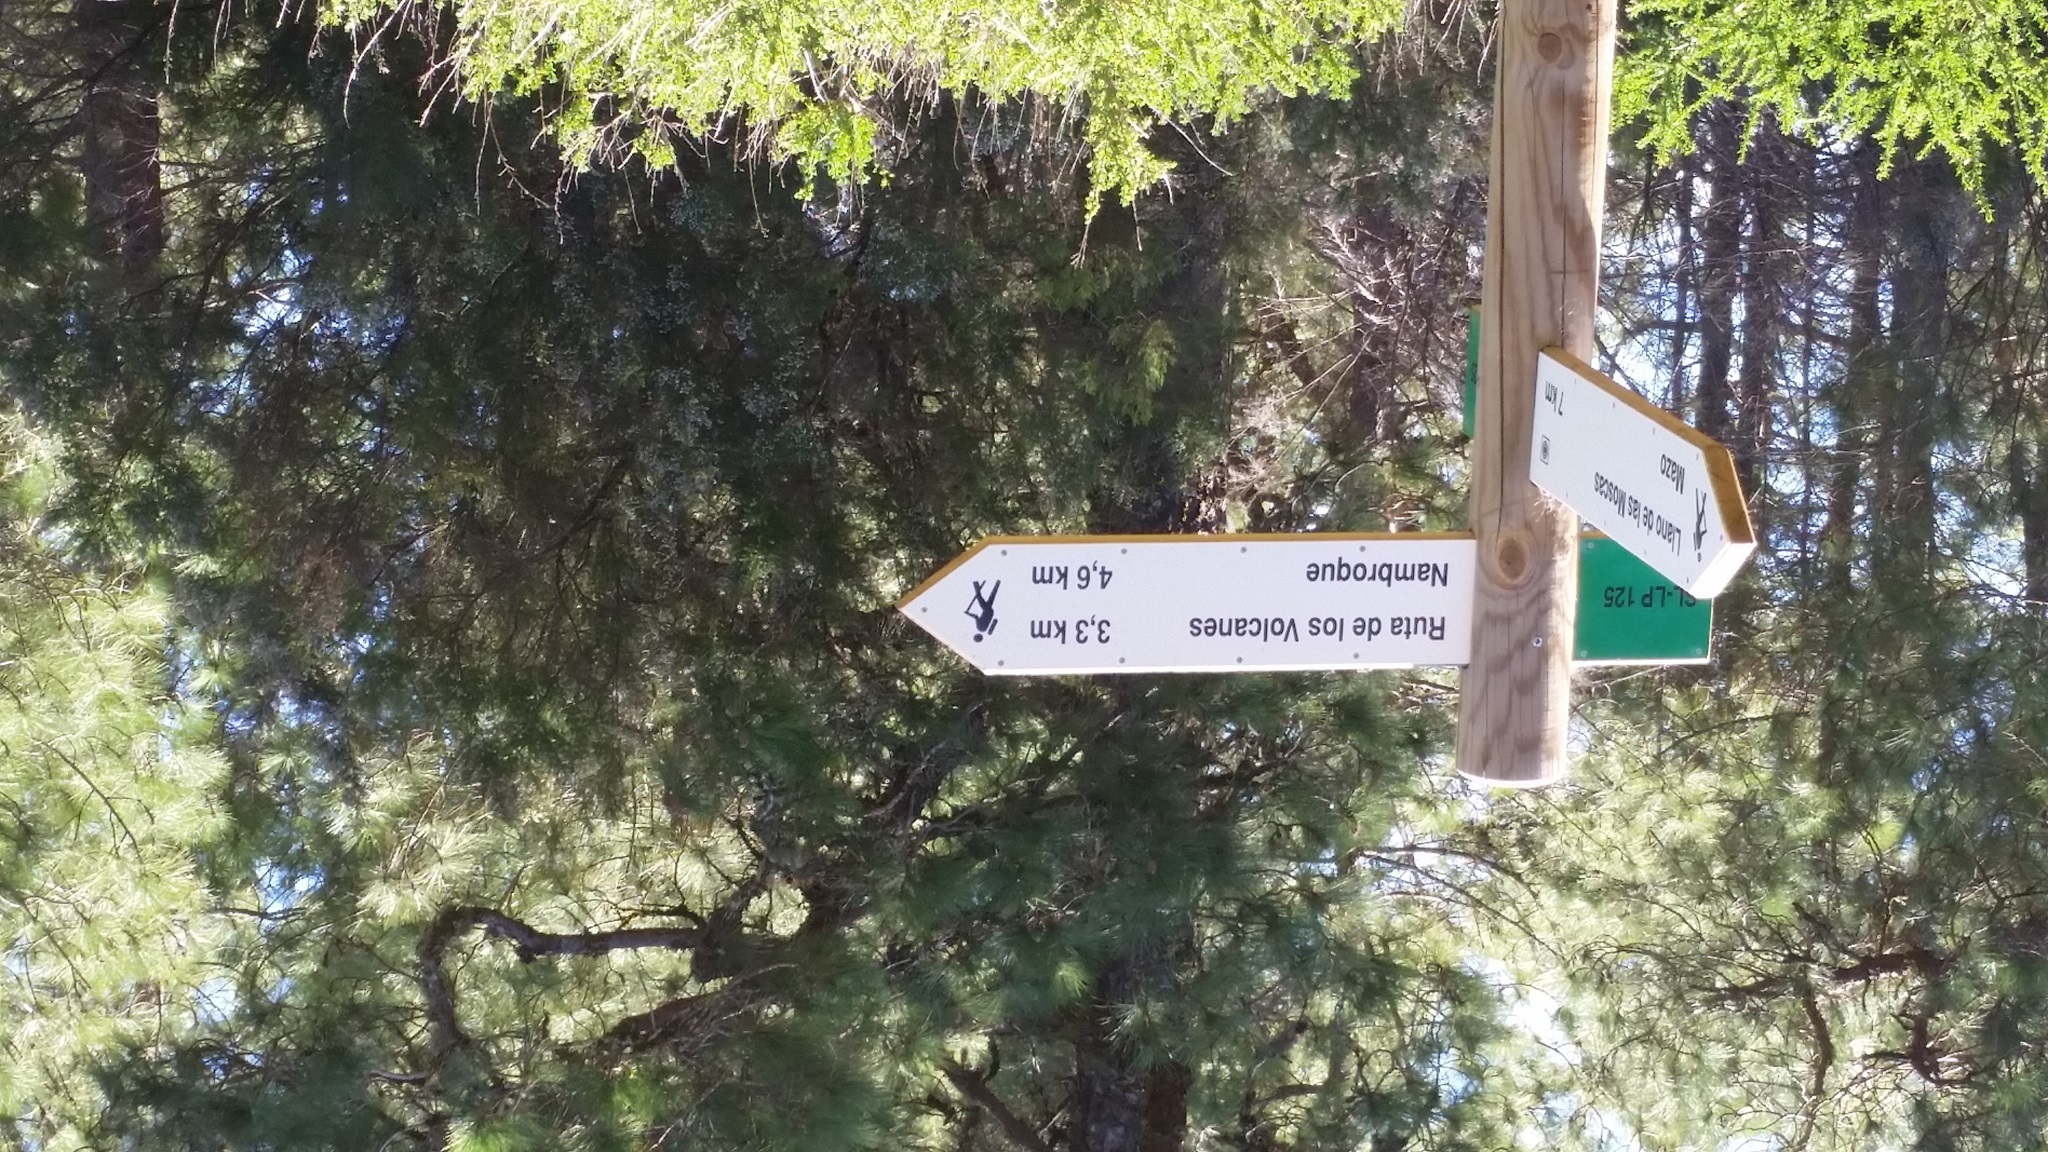 SL-LP 125
Ruta de los Volcanes 3,3 km
Nambroque 4,6 km
Llano de las Moscas
Mazo 7 km